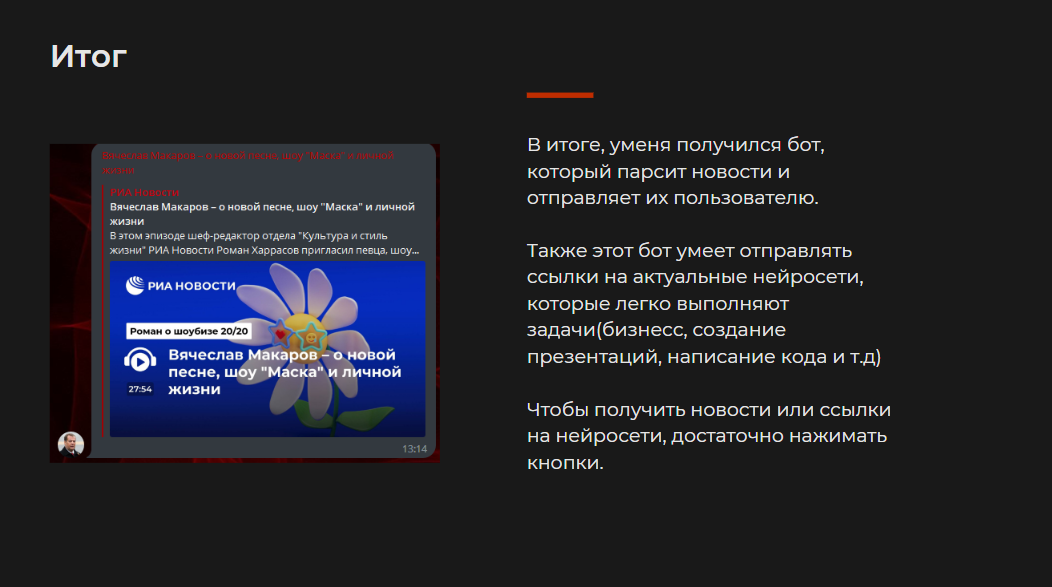 Итог
Вячеслав Макаров – о новой песне, шоу "Маска" и личной
жизни
РИА Новости
Вячеслав Макаров – о новой песне, шоу "Маска" и личной
жизни
В этом эпизоде шеф-редактор отдела "Культура и стиль
жизни" РИА Новости Роман Харрасов пригласил певца, шоу...
РИА НОВОСТИ
Роман о шоубизе 20/20
Вячеслав Макаров – о новой
песне, шоу "Маска" и личной
жизни
27:54
13:14
В итоге, уменя получился бот,
который парсит новости и
отправляет их пользователю.
Также этот бот умеет отправлять
ссылки на актуальные нейросети,
которые легко выполняют
задачи(бизнесс, создание
презентаций, написание кода и т.д)
Чтобы получить новости или ссылки
на нейросети, достаточно нажимать
кнопки.